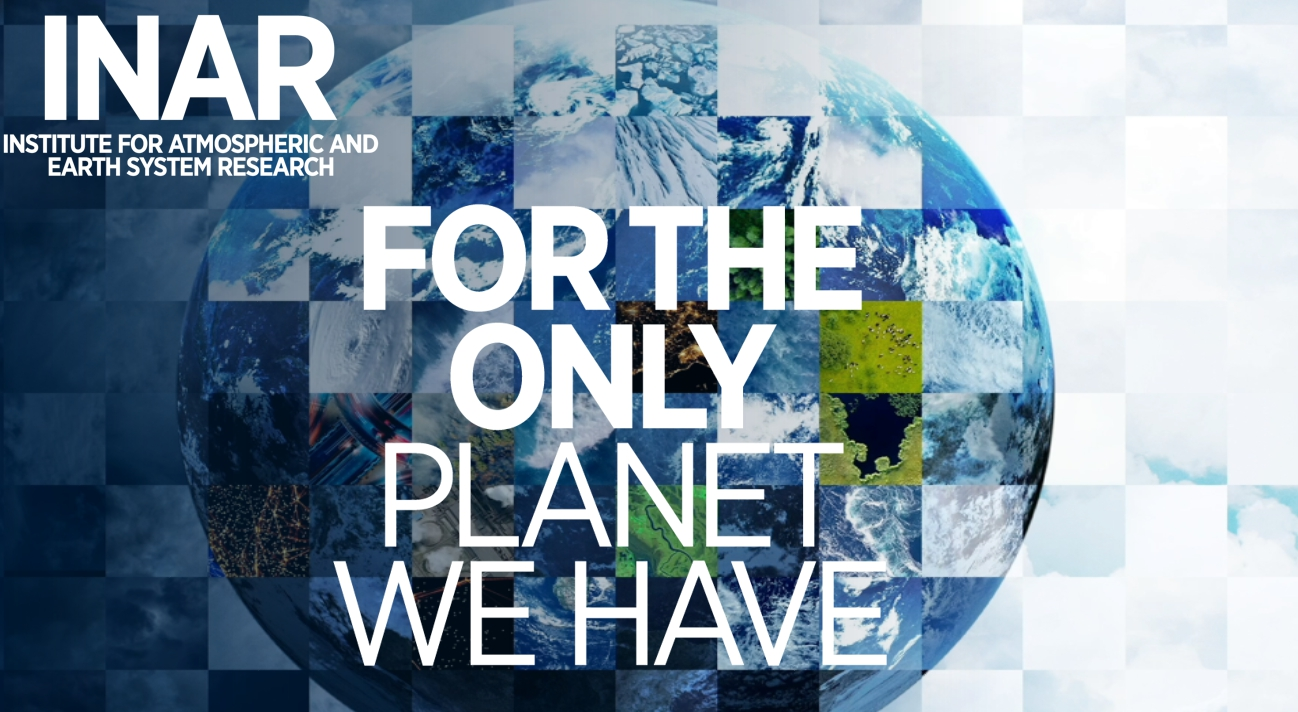 INAR
INSTITUTE FOR ATMOSPHERIC AND
EARTH SYSTEM RESEARCH
FOR THE
ONLY
PLANET
WE HAVE